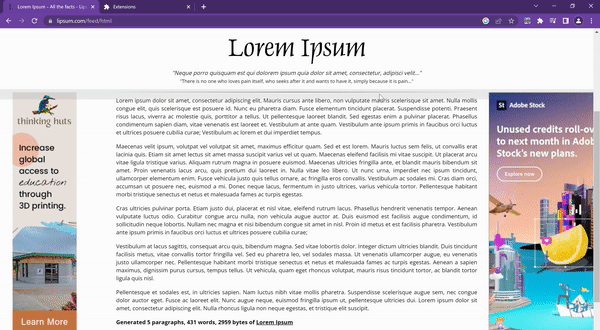 Lorem Ipsum - All the facts - Lip
Extensions
lipsum.com/feed/html
Lorem Ipsum
"Neque porro quisquam est qui dolorem ipsum quia dolor sit amet, consectetur, adipisci velit..."
"There is no one who loves pain itself, who seeks after it and wants to have it, simply because it is pain..."
thinking huts
Increase
global
access to
education
through
3D printing.
Learn More
Lorem ipsum dolor sit amet, consectetur adipiscing elit. Mauris cursus ante libero, non vulputate mauris scelerisque sit amet. Nullam scelerisque
congue elit, quis scelerisque est posuere id. Nunc eu pharetra diam. Fusce elementum tincidunt placerat. Suspendisse potenti. Praesent
risus lacus, viverra ac molestie quis, porttitor a tellus. Ut pellentesque laoreet blandit. Sed egestas enim a pulvinar placerat. Phasellus
condimentum sapien diam, vitae venenatis est laoreet et. Vestibulum at ante quam. Vestibulum ante ipsum primis in faucibus orci luctus
et ultrices posuere cubilia curae; Vestibulum ac lorem et dui imperdiet tempus.
Maecenas velit ipsum, volutpat vel volutpat sit amet, maximus efficitur quam. Sed et est lorem. Mauris luctus sem felis, ut convallis erat
lacinia quis. Etiam sit amet lectus sit amet massa suscipit varius vel ut quam. Maecenas eleifend facilisis mi vitae suscipit. Ut placerat arcu
vitae ligula tristique varius. Aliquam rutrum magna in posuere euismod. Maecenas ultricies fringilla ante, et blandit mauris bibendum sit
amet. Proin venenatis lacus arcu, quis pretium dui laoreet in. Nulla vitae leo libero. Ut nunc urna, imperdiet nec ipsum tincidunt,
ullamcorper elementum enim. Fusce vehicula justo quis tellus ornare, ac fringilla eros convallis. Vestibulum ac sodales mi. Cras diam orci,
accumsan ut posuere nec, euismod a mi. Donec neque lacus, fermentum in justo ultrices, varius vehicula tortor. Pellentesque habitant
morbi tristique senectus et netus et malesuada fames ac turpis egestas.
Cras ultricies pulvinar porta. Etiam justo dui, placerat et nisl vitae, eleifend rutrum lacus. Phasellus hendrerit venenatis tempor. Aenean
vulputate luctus odio. Curabitur congue arcu nulla, non vehicula augue auctor at. Duis euismod est facilisis augue condimentum, id
sollicitudin neque lobortis. Nullam nec magna et nisi bibendum congue sit amet in nisl. Proin id metus et est facilisis pharetra. Vestibulum
ante ipsum primis in faucibus orci luctus et ultrices posuere cubilia curae;
Vestibulum at lacus sagittis, consequat arcu quis, bibendum magna. Sed vitae lobortis dolor. Integer dictum ultricies blandit. Duis tincidunt
facilisis mattis, vitae convallis tortor fringilla vel. Sed eu pharetra leo, vel sodales massa. Ut venenatis ullamcorper augue, eu venenatis
justo ullamcorper nec. Pellentesque habitant morbi tristique senectus et netus et malesuada fames ac turpis egestas. Aenean a sapien
maximus, dignissim purus cursus, tempus tellus. Ut vehicula, quam eget rhoncus volutpat, mauris risus tristique tortor, ac blandit tortor
ligula quis nisl.
Pellentesque et sodales est, in ultricies sapien. Nam luctus nibh vitae mollis pharetra. Suspendisse scelerisque augue sem, nec congue
dolor auctor eget. Fusce ac laoreet elit. Nunc augue neque, euismod fringilla mollis in, pellentesque ultricies dui. Lorem ipsum dolor sit
amet, consectetur adipiscing elit. Vivamus convallis bibendum tortor id tincidunt.
Generated 5 paragraphs, 431 words, 2959 bytes of Lorem Ipsum
St Adobe Stock
Unused credits roll-ov
to next month in Adob
Stock's new plans.
Explore now